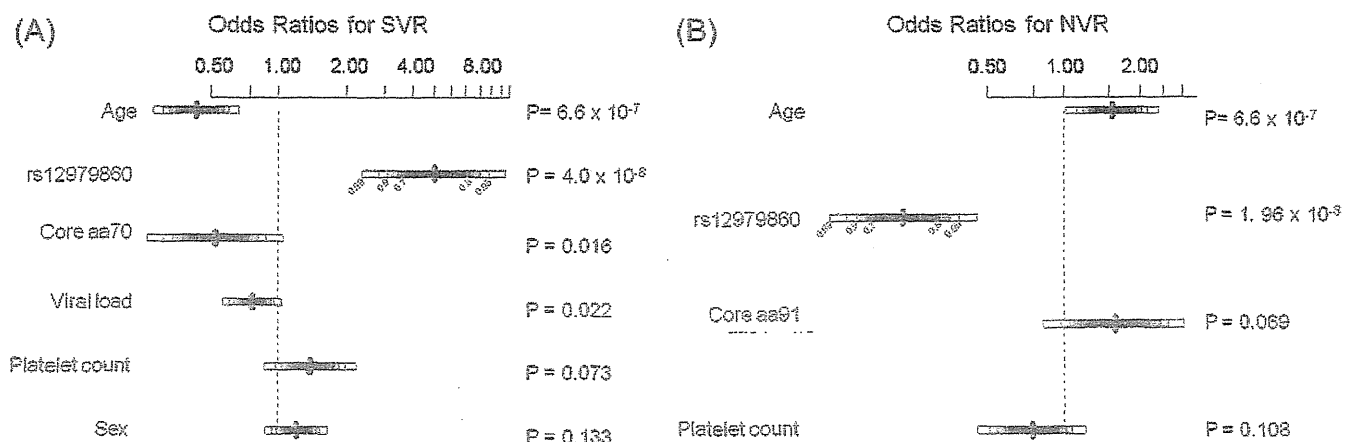 (A)
Odds Ratios for SVR
0.50 1.00 2.00 4.00 8.00
Age
P= 6.6 x 10-7
rs12979860
P = 4.0 x 10-8
Core aa70
P = 0.016
Viral load
P = 0.022
Platelet count
P = 0.073
Sex
P = 0.133
(B)
Odds Ratios for NVR
0.50 1.00 2.00
Age
P= 6.6 x 10-7
rs12979860
P = 1. 96 x 10-8
Core aa91
P = 0.069
Platelet count
P = 0.108